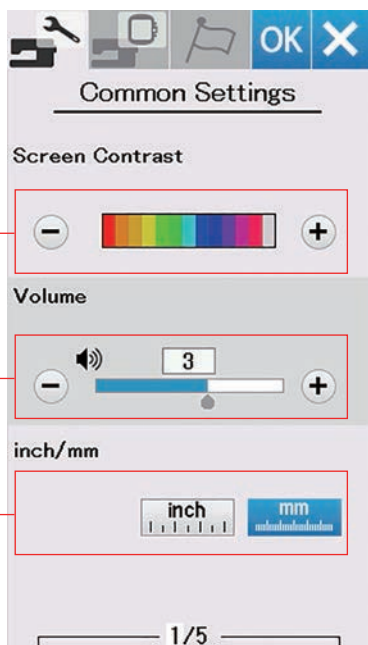 OK
Common Settings
Screen Contrast
Volume
3
inch/mm
inch mm
1/5